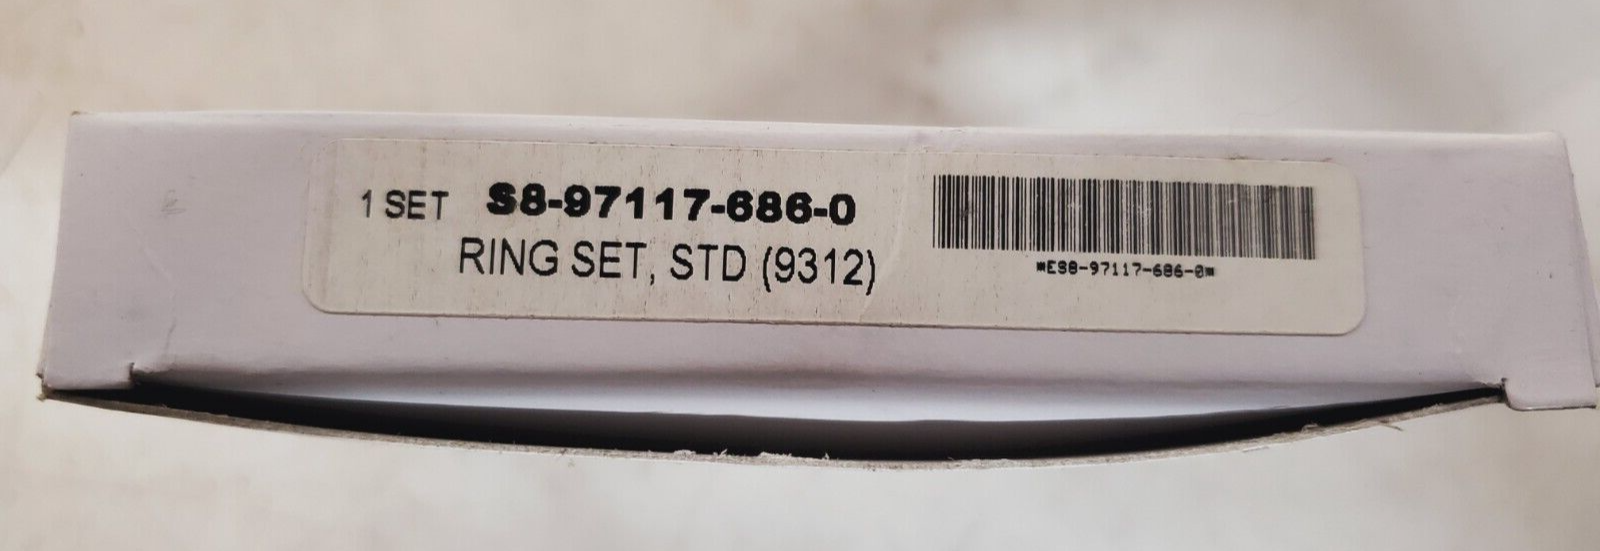 1 SET S8-97117-686-0
RING SET, STD (9312)
*ES8-97117-686-0*